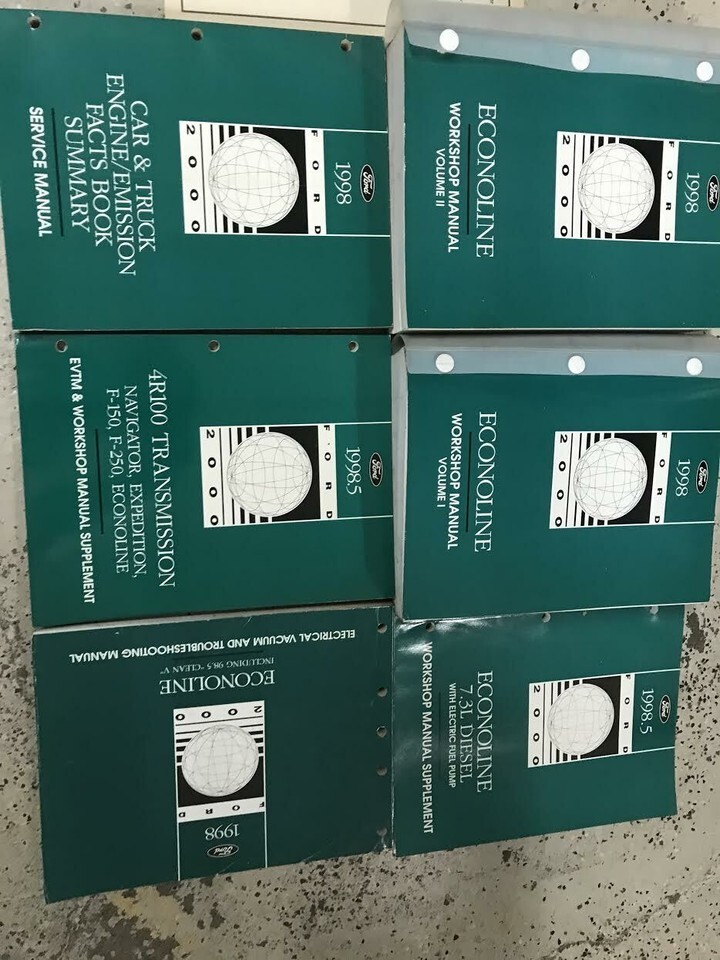 Ford
1998
FORD
2000
CAR & TRUCK
ENGINE/EMISSION
FACTS BOOK
SUMMARY
SERVICE MANUAL
Ford
1998
FORD
2000
ECONOLINE
WORKSHOP MANUAL
VOLUME II
Ford
1998.5
FORD
2000
4R100 TRANSMISSION
NAVIGATOR, EXPEDITION,
F-150, F-250, ECONOLINE
EVTM & WORKSHOP MANUAL SUPPLEMENT
Ford
1998
FORD
2000
ECONOLINE
WORKSHOP MANUAL
VOLUME I
Ford
1998
FORD
2000
ECONOLINE
INCLUDING 98.5 "CLEAN V"
ELECTRICAL VACUUM AND TROUBLESHOOTING MANUAL
Ford
1998.5
FORD
2000
ECONOLINE
7.3L DIESEL
WITH ELECTRIC FUEL PUMP
WORKSHOP MANUAL SUPPLEMENT